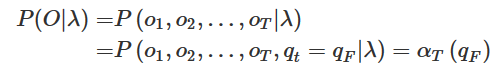 P(O|λ) =P (o₁, o₂, . . . , o_T|λ)
=P (o₁, o₂, . . . , o_T, q_t = q_F|λ) = α_T (q_F)